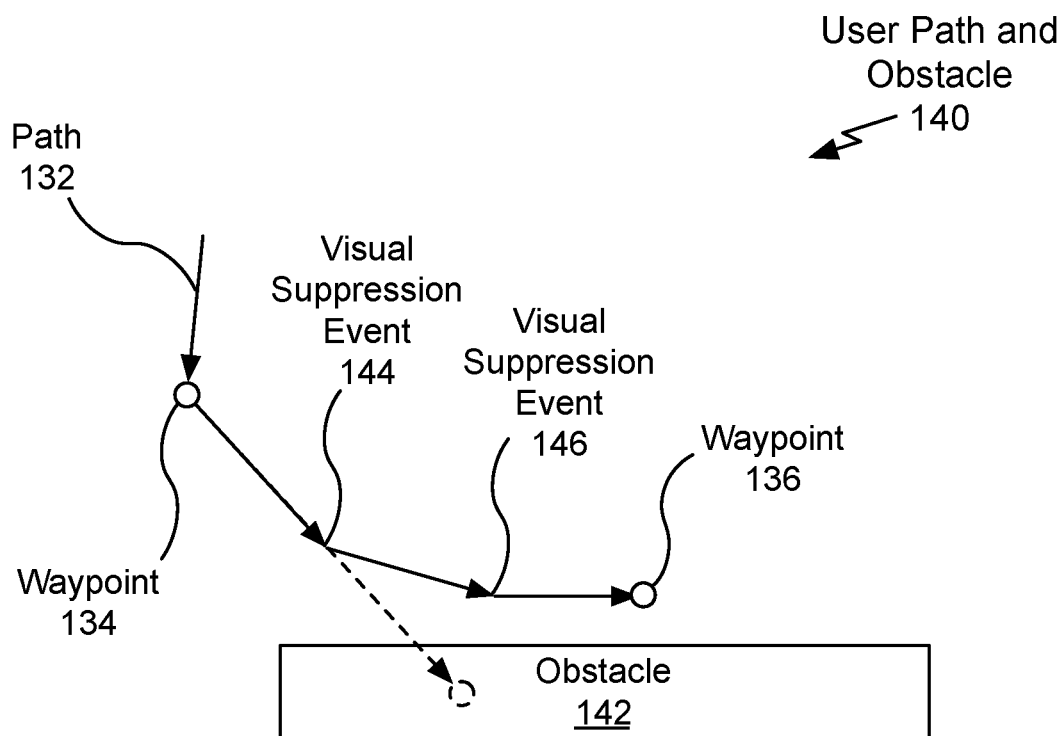 User Path and
Obstacle
140
Path
132
Visual
Suppression
Event
144
Visual
Suppression
Event
146
Waypoint
136
Waypoint
134
Obstacle
142